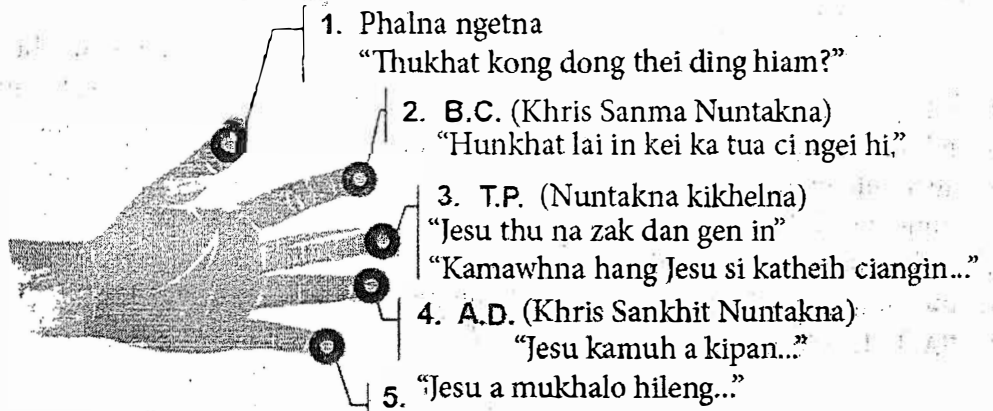 1. Phalna ngetna
“Thukhat kong dong thei ding hiam?”
2. B.C. (Khris Sanma Nuntakna)
“Hunkhat lai in kei ka tua ci ngei hi,”
3. T.P. (Nuntakna kikhelna)
“Jesu thu na zak dan gen in”
“Kamawhna hang Jesu si katheih ciangin...”
4. A.D. (Khris Sankhit Nuntakna)
“Jesu kamuh a kipan...”
5. “Jesu a mukhalo hileng...”